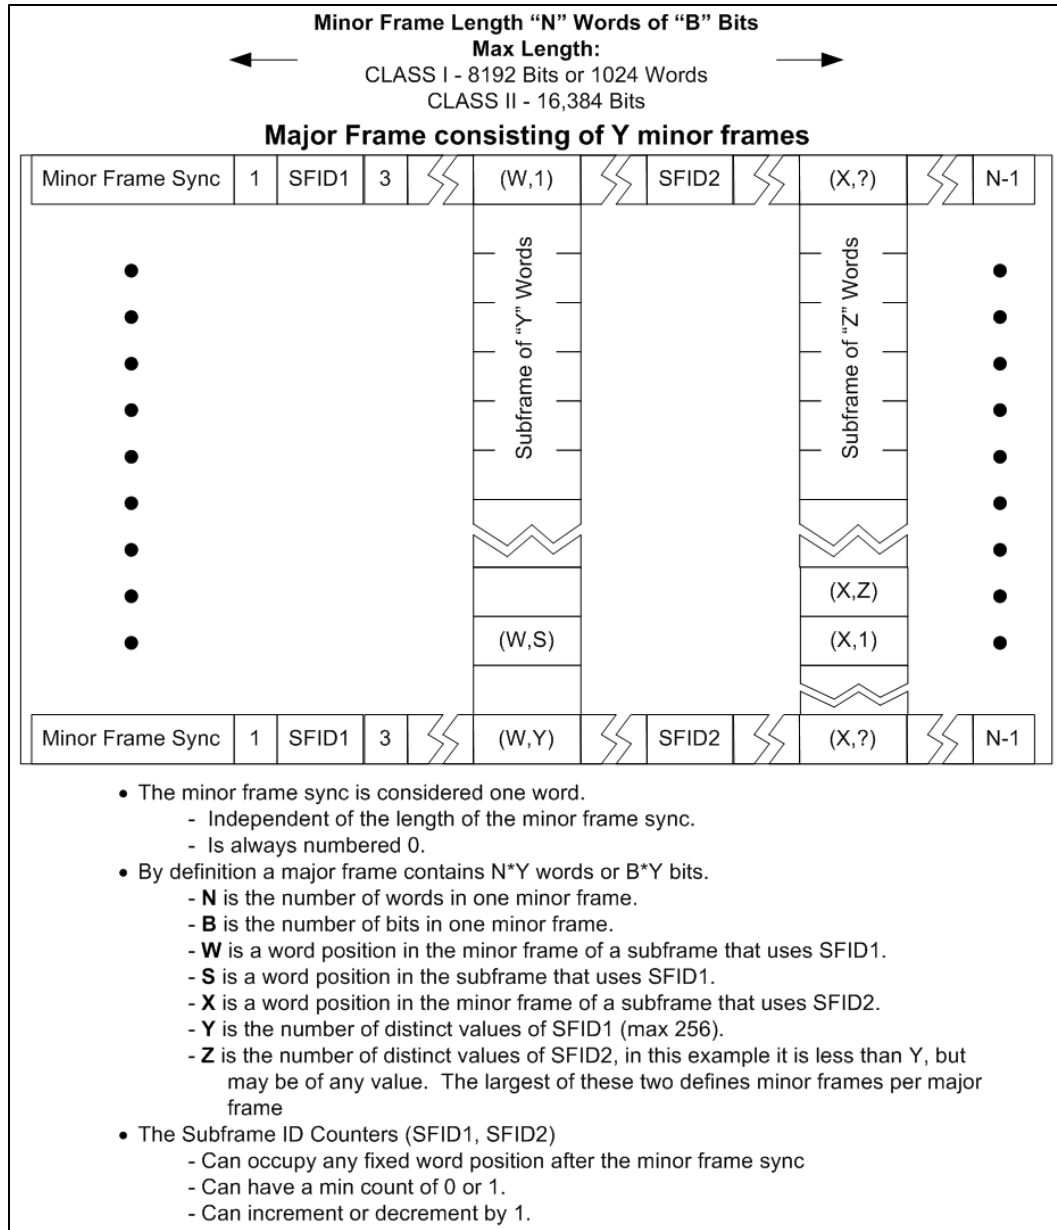 Minor Frame Length “N” Words of “B” Bits
Max Length:
CLASS I - 8192 Bits or 1024 Words
CLASS II - 16,384 Bits
Major Frame consisting of Y minor frames
Minor Frame Sync 1 SFID1 3 (W,1) SFID2 (X,?) N-1
Subframe of “Y” Words
Subframe of “Z” Words
(X,Z)
(W,S) (X,1)
Minor Frame Sync 1 SFID1 3 (W,Y) SFID2 (X,?) N-1
• The minor frame sync is considered one word.
- Independent of the length of the minor frame sync.
- Is always numbered 0.
• By definition a major frame contains N*Y words or B*Y bits.
- N is the number of words in one minor frame.
- B is the number of bits in one minor frame.
- W is a word position in the minor frame of a subframe that uses SFID1.
- S is a word position in the subframe that uses SFID1.
- X is a word position in the minor frame of a subframe that uses SFID2.
- Y is the number of distinct values of SFID1 (max 256).
- Z is the number of distinct values of SFID2, in this example it is less than Y, but
may be of any value. The largest of these two defines minor frames per major
frame
• The Subframe ID Counters (SFID1, SFID2)
- Can occupy any fixed word position after the minor frame sync
- Can have a min count of 0 or 1.
- Can increment or decrement by 1.